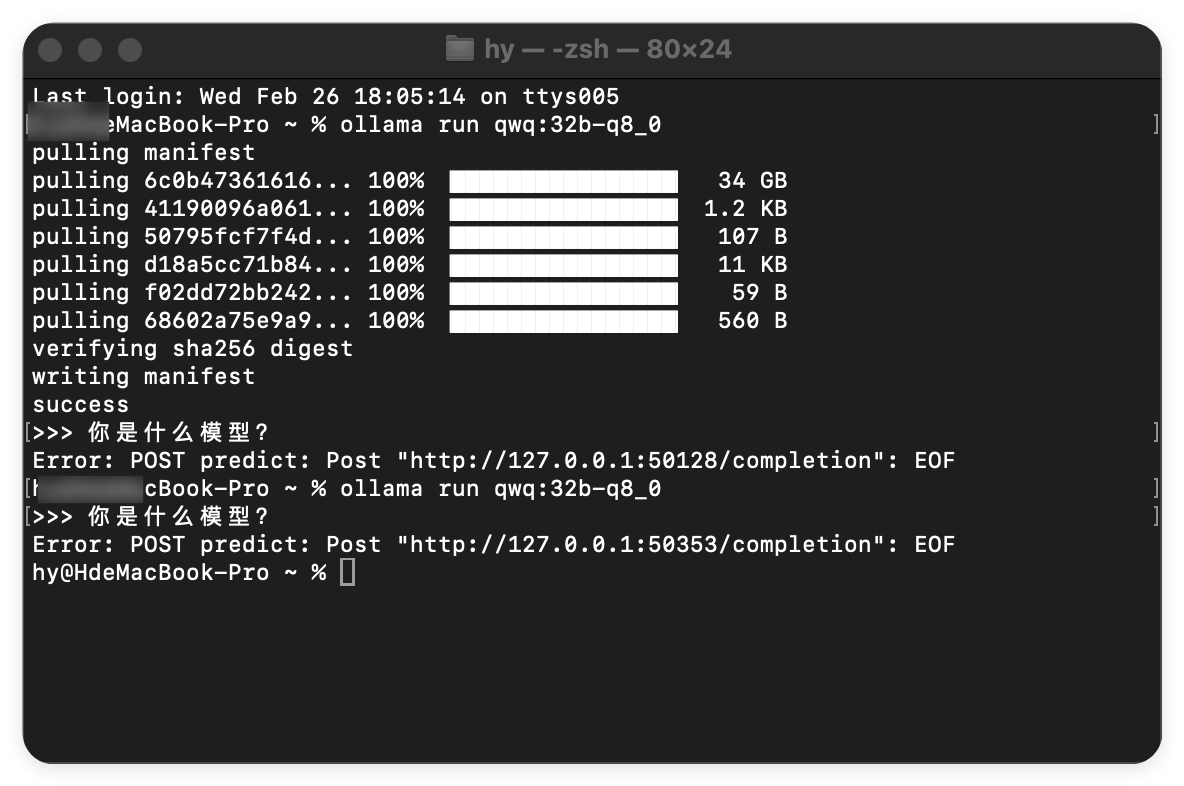 hy — -zsh — 80×24
Last login: Wed Feb 26 18:05:14 on ttys005
eMacBook-Pro ~ % ollama run qwq:32b-q8_0
pulling manifest
pulling 6c0b47361616... 100% 34 GB
pulling 41190096a061... 100% 1.2 KB
pulling 50795fcf7f4d... 100% 107 B
pulling d18a5cc71b84... 100% 11 KB
pulling f02dd72bb242... 100% 59 B
pulling 68602a75e9a9... 100% 560 B
verifying sha256 digest
writing manifest
success
>>> 你是什么模型?
Error: POST predict: Post "http://127.0.0.1:50128/completion": EOF
cBook-Pro ~ % ollama run qwq:32b-q8_0
>>> 你是什么模型?
Error: POST predict: Post "http://127.0.0.1:50353/completion": EOF
hy@HdeMacBook-Pro ~ %